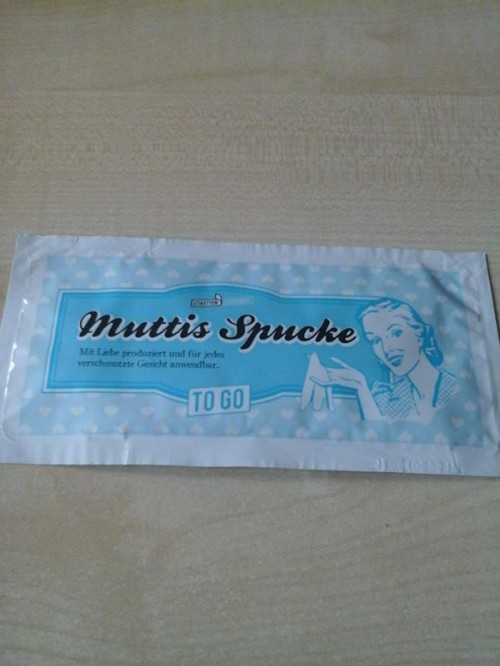 Muttis Spucke
Mit Liebe produziert und für jedes
verschmutzte Gesicht anwendbar.
TO GO